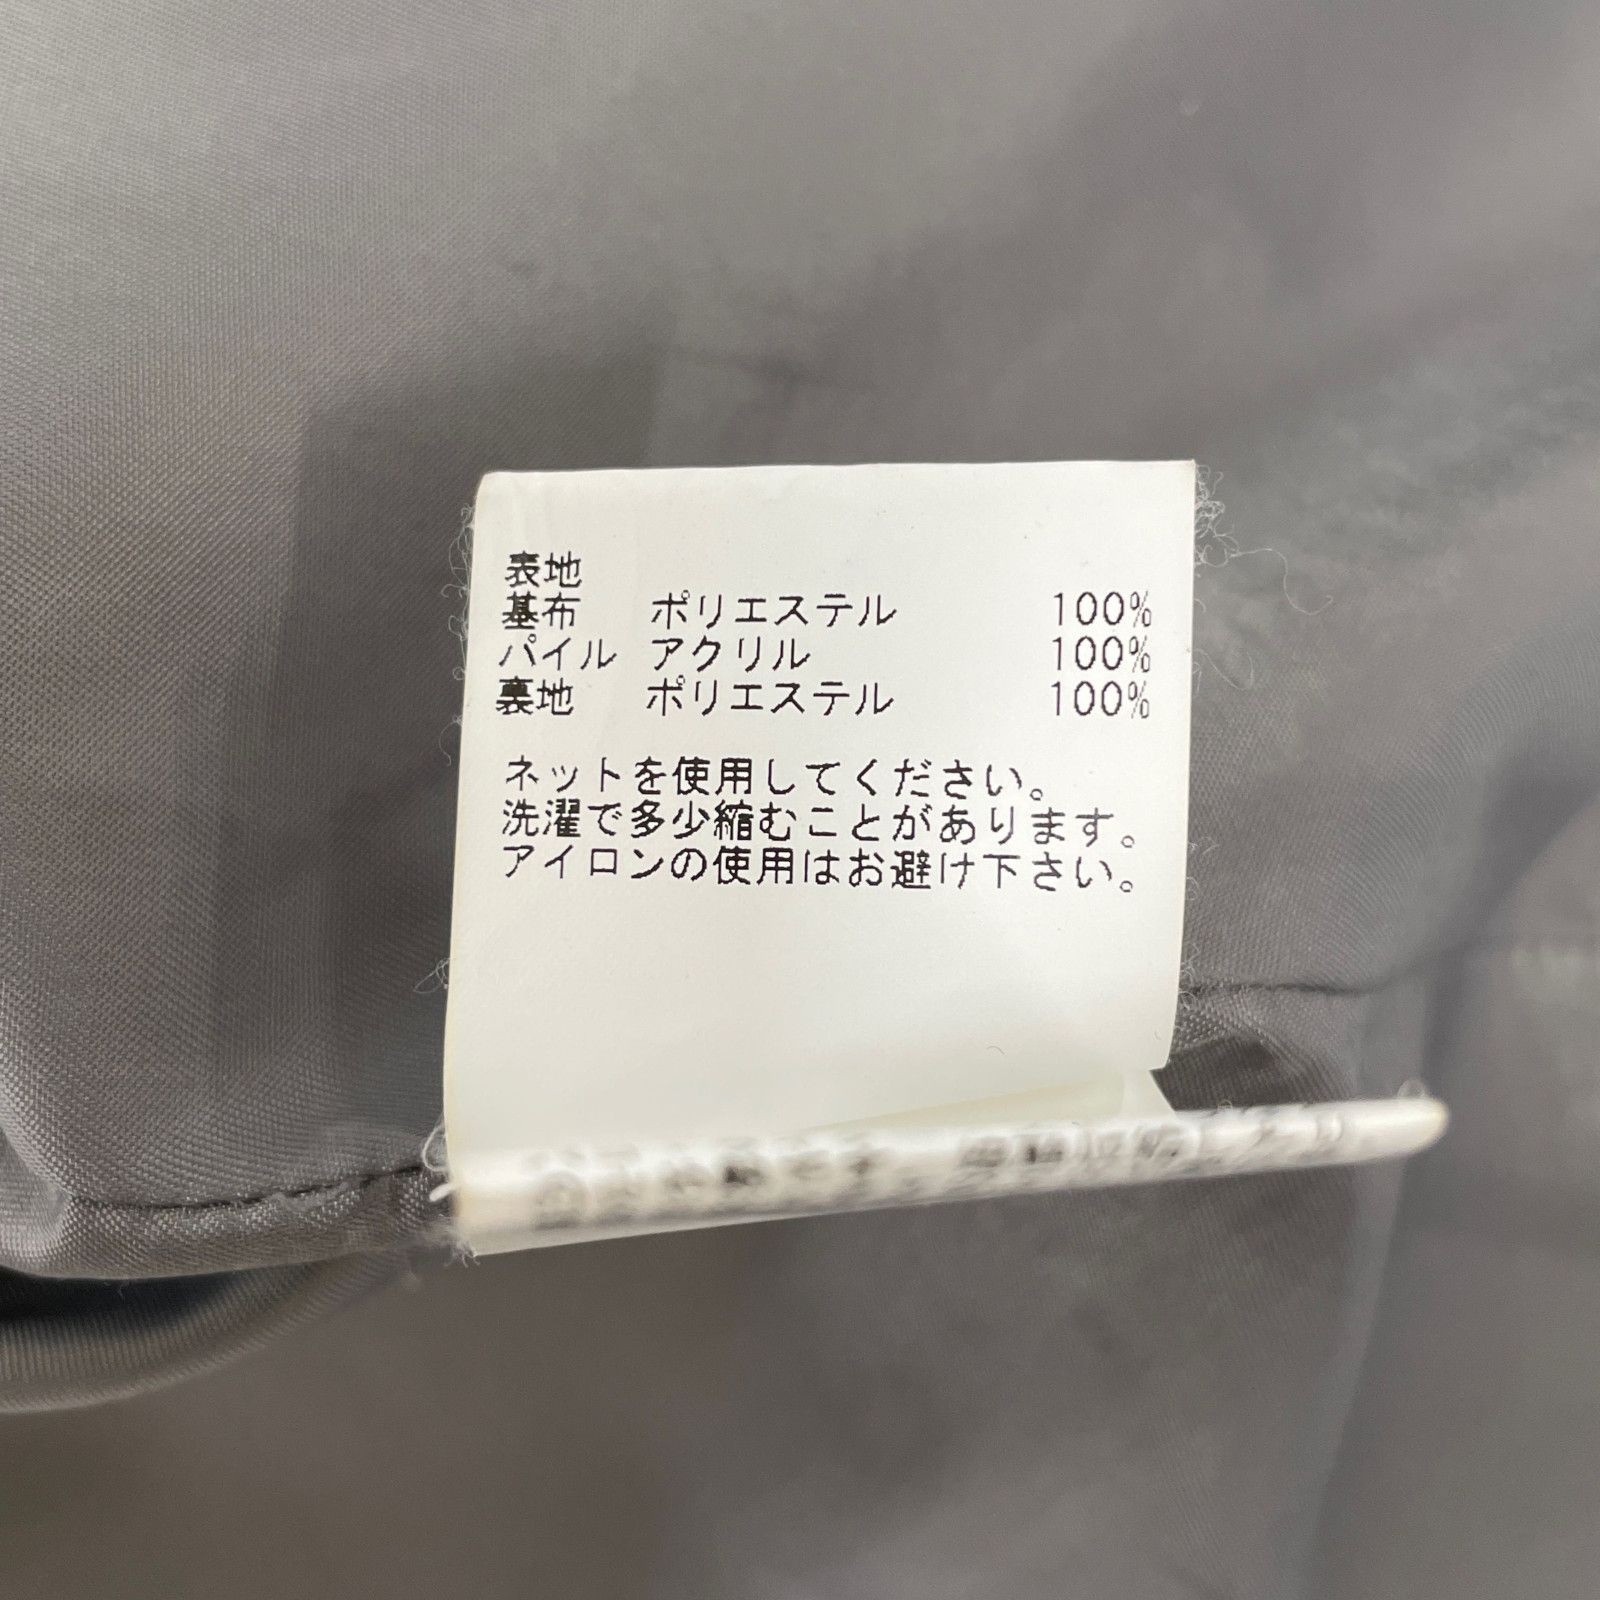 表地
基布 ポリエステル 100%
パイル アクリル 100%
裏地 ポリエステル 100%
ネットを使用してください。
洗濯で多少縮むことがあります。
アイロンの使用はお避け下さい。